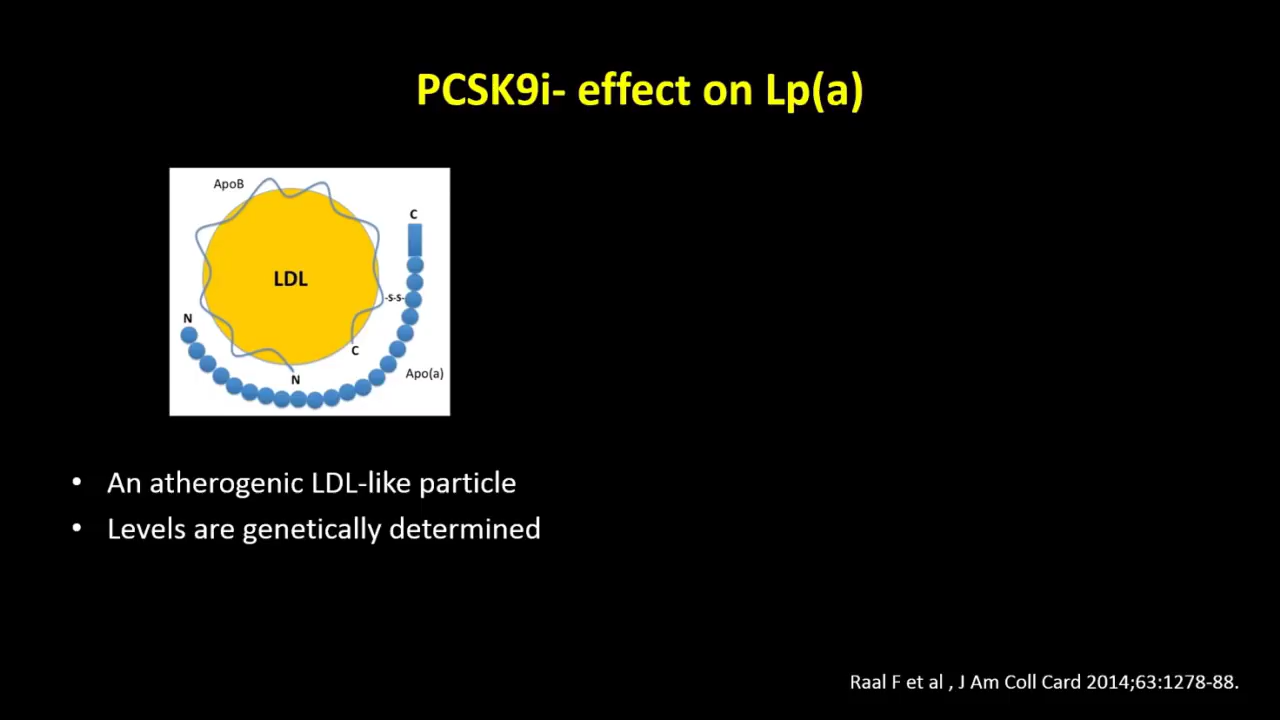 PCSK9i- effect on Lp(a)
ApoB
C
LDL
-S-S-
N
C
N
Apo(a)
• An atherogenic LDL-like particle
• Levels are genetically determined
Raal F et al , J Am Coll Card 2014;63:1278-88.